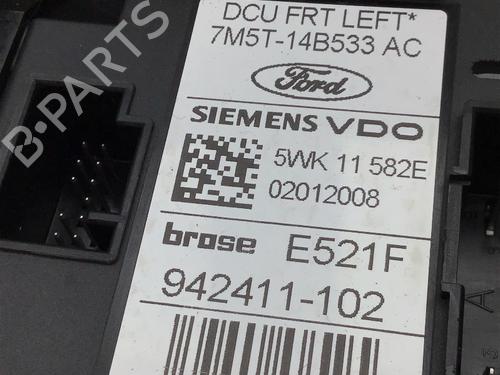 DCU FRT LEFT*
7M5T-14B533 AC
Ford
SIEMENS VDO
5WK 11 582E
02012008
brose E521F
942411-102
B-PARTS
A